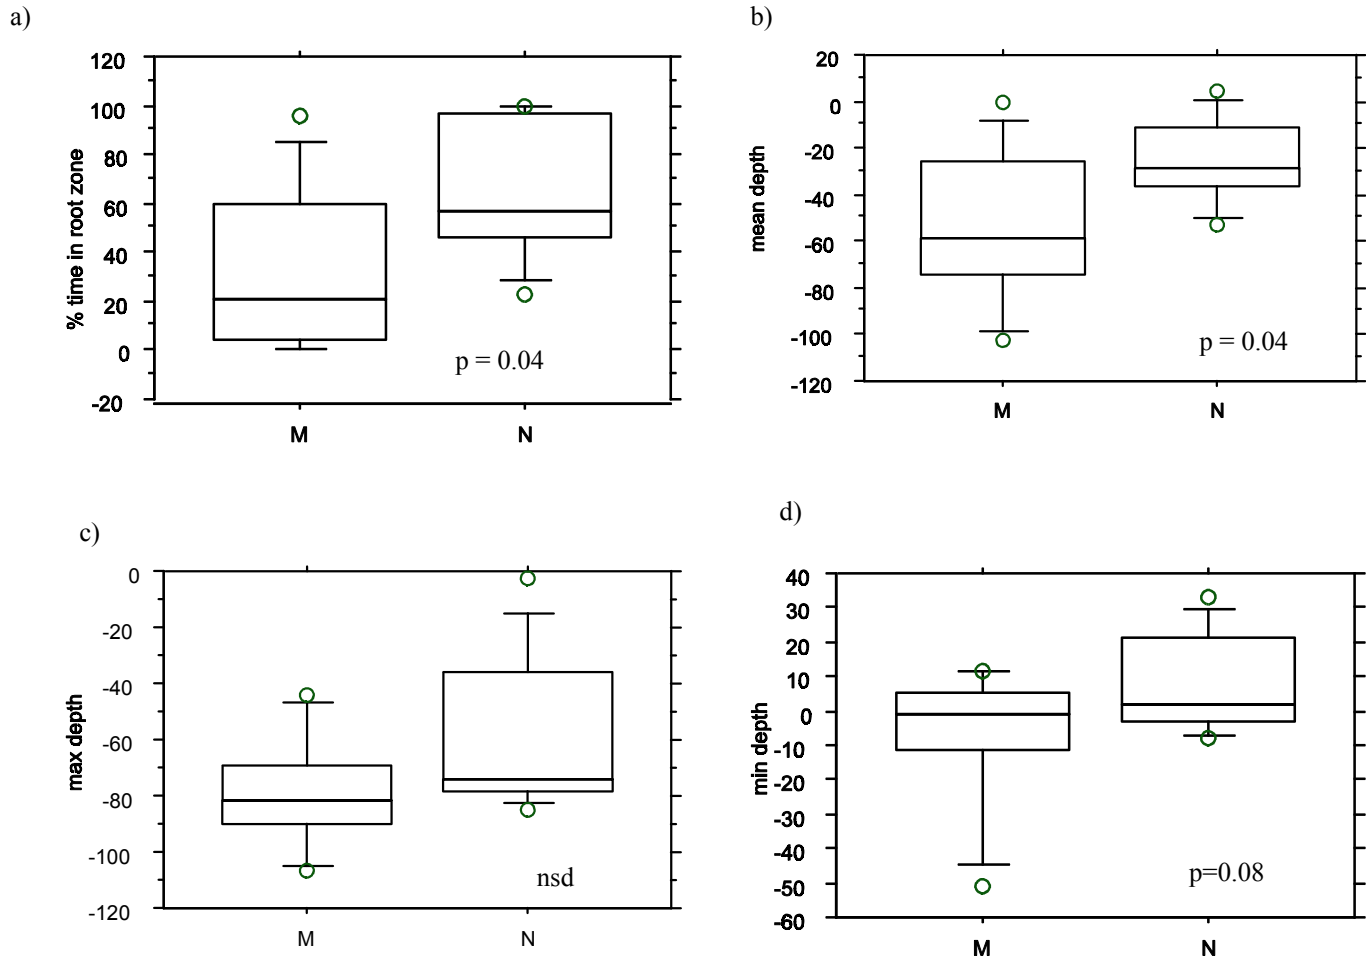 a)
120
100
80
60
40
20
0
-20
% time in root zone
p = 0.04
M N
b)
20
0
-20
-40
-60
-80
-100
-120
mean depth
p = 0.04
M N
c)
0
-20
-40
-60
-80
-100
-120
max depth
nsd
M N
d)
40
30
20
10
0
-10
-20
-30
-40
-50
-60
min depth
p=0.08
M N